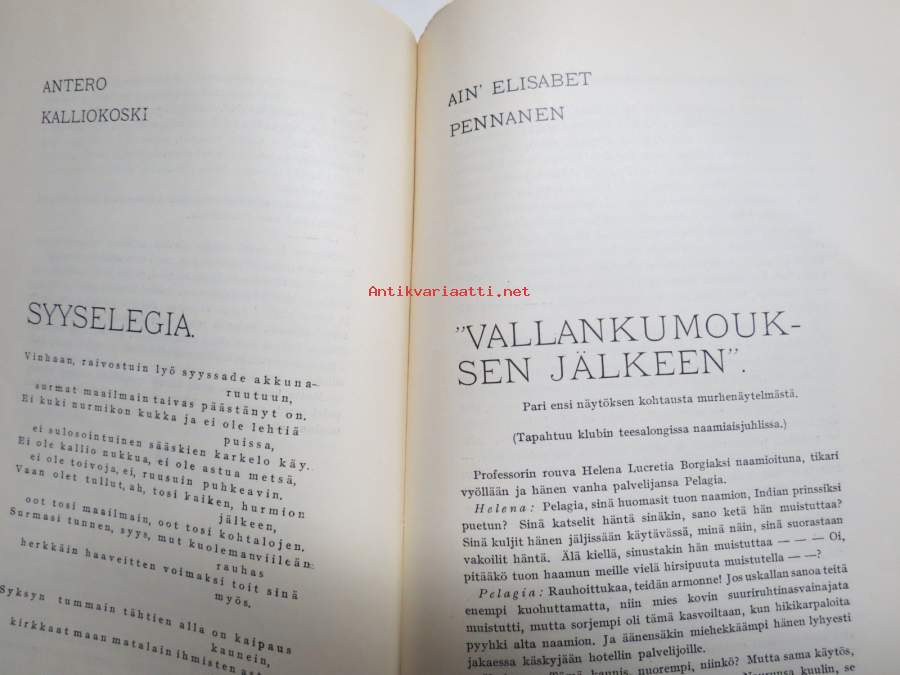 ANTERO
KALLIOKOSKI
SYYSELEGIA.
Vinhaan, raivostuin lyö syyssade akkuna-
ruutuun,
surmat maailmain taivas päästänyt on.
Ei kuki nurmikon kukka ja ei ole lehtiä
puissa,
ei sulosointuinen sääskien karkelo käy.
Ei ole kallio nukkua, ei ole astua metsä,
ei ole toivoja, ei, ruusuin puhkeavin.
Vaan olet tullut, ah, tosi kaiken, hurmion
jälkeen,
oot tosi maailmain, oot tosi kohtalojen.
Surmasi tunnen, syys, mut kuolemanviileän
rauhas
herkkäin haaveitten voimaksi toit sinä
myös.
Syksyn tummain tähtien alla on kaipaus
kaunein,
kirkkaat maan matalain ihmisten
AIN' ELISABET
PENNANEN
"VALLANKUMOUK-
SEN JÄLKEEN".
Pari ensi näytöksen kohtausta murhenäytelmästä.
(Tapahtuu klubin teesalongissa naamiaisjuhlissa.)
Professorin rouva Helena Lucretia Borgiaksi naamioituna, tikari
vyöllään ja hänen vanha palvelijansa Pelagia.
Helena: Pelagia, sinä huomasit tuon naamion, Indian prinssiksi
puetun? Sinä katselit häntä sinäkin, sano ketä hän muistuttaa?
Sinä kuljit hänen jäljissään käytävässä, minä näin, sinä suorastaan
vakoilit häntä. Älä kiellä, sinustakin hän muistuttaa — — — Oi,
pitääkö tuon haamun meille vielä hirsipuuta muistutella — —?
Pelagia: Rauhoittukaa, teidän armonne! Jos uskallan sanoa teitä
enempi kuohuttamatta, niin mies kovin suuriruhtinasvainajata
muistutti, mutta sorjempi oli tämä kasvoiltaan, kun hikikarpaloita
pyyhki alta naamion. Ja äänensäkin miehekkäämpi hänen lyhyesti
jakaessa käskyjään hotellin palvelijoille.
nuorempi, niinkö? Mutta sama käytös,
kuulin, se
Antikvariaatti.net